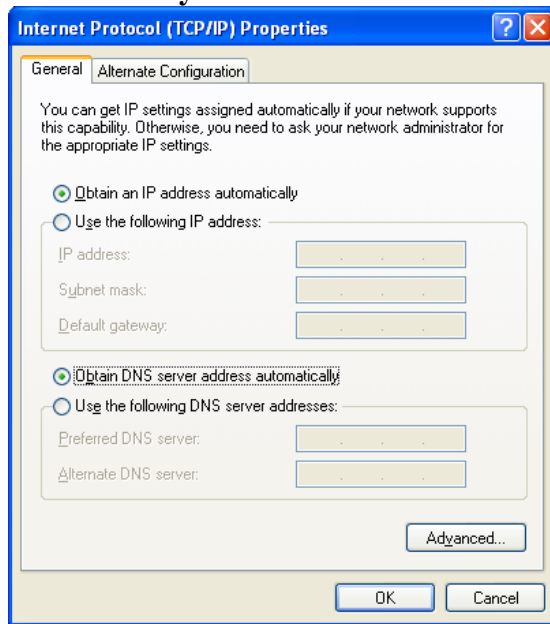 Internet Protocol (TCP/IP) Properties
General
Alternate Configuration
You can get IP settings assigned automatically if your network supports
this capability. Otherwise, you need to ask your network administrator for
the appropriate IP settings.
Obtain an IP address automatically
Use the following IP address:
IP address:
Subnet mask:
Default gateway:
Obtain DNS server address automatically
Use the following DNS server addresses:
Preferred DNS server:
Alternate DNS server:
Advanced...
OK
Cancel